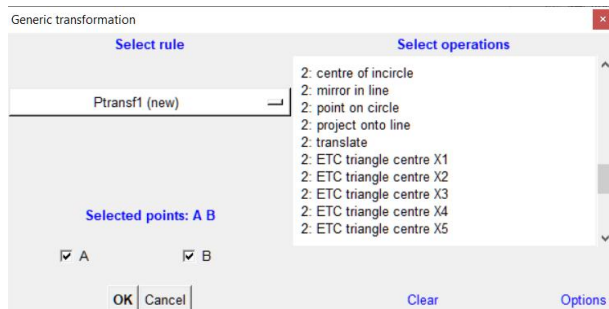 Generic transformation
Select rule
Select operations
Ptransf1 (new)
2: centre of incircle
2: mirror in line
2: point on circle
2: project onto line
2: translate
2: ETC triangle centre X1
2: ETC triangle centre X2
2: ETC triangle centre X3
2: ETC triangle centre X4
2: ETC triangle centre X5
Selected points: A B
A B
OK Cancel
Clear
Options